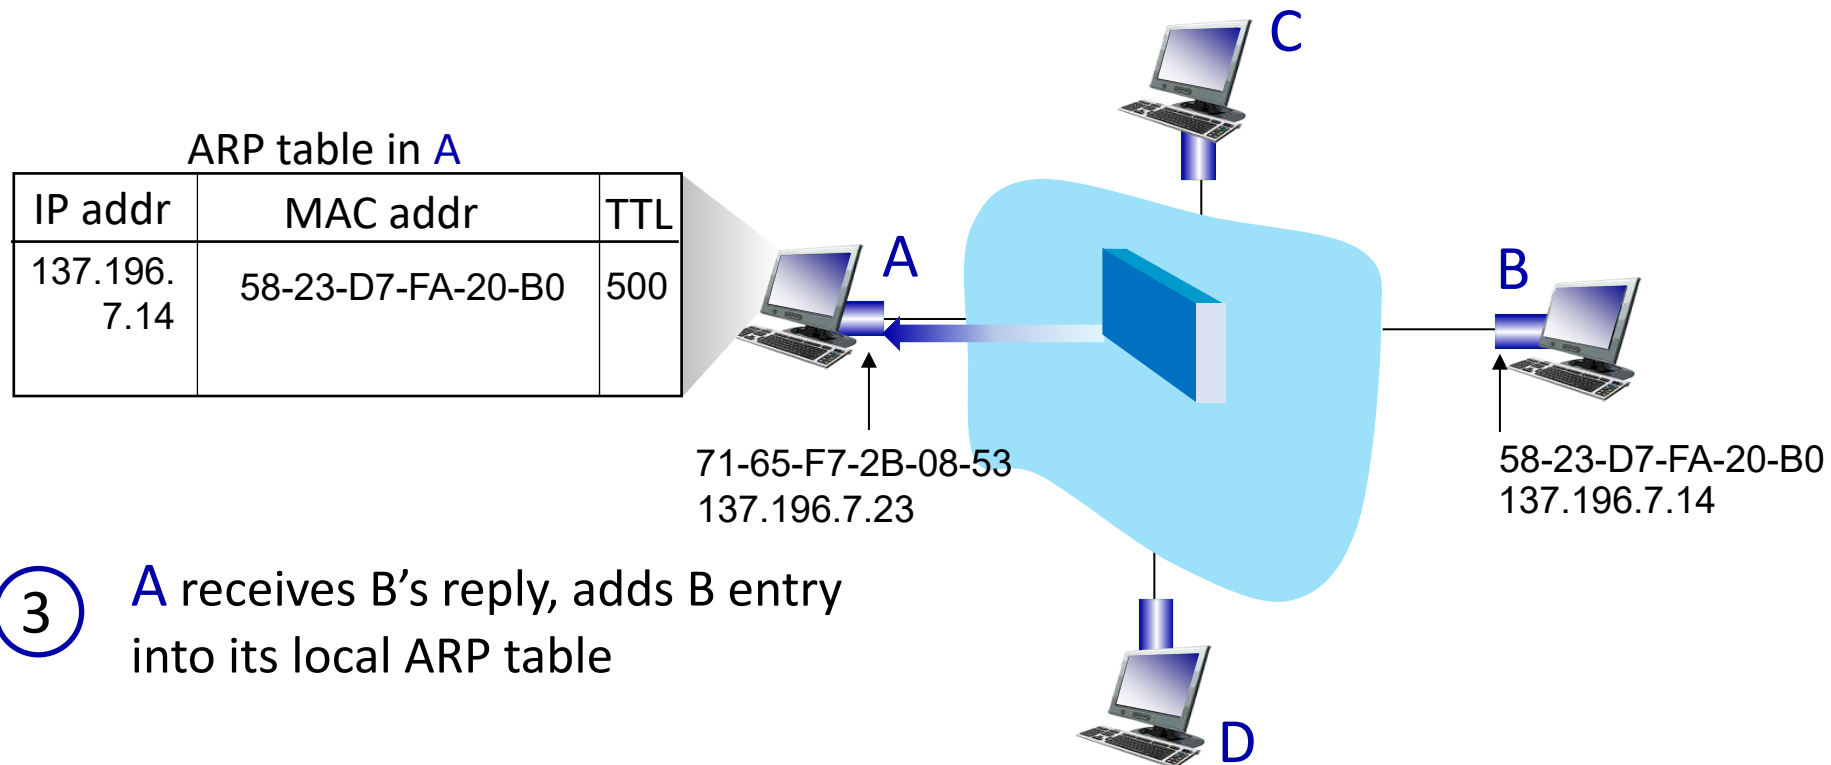 C
ARP table in A
IP addr MAC addr TTL
137.196. 58-23-D7-FA-20-B0 500
7.14
A
B
71-65-F7-2B-08-53
137.196.7.23
58-23-D7-FA-20-B0
137.196.7.14
3 A receives B’s reply, adds B entry
into its local ARP table
D